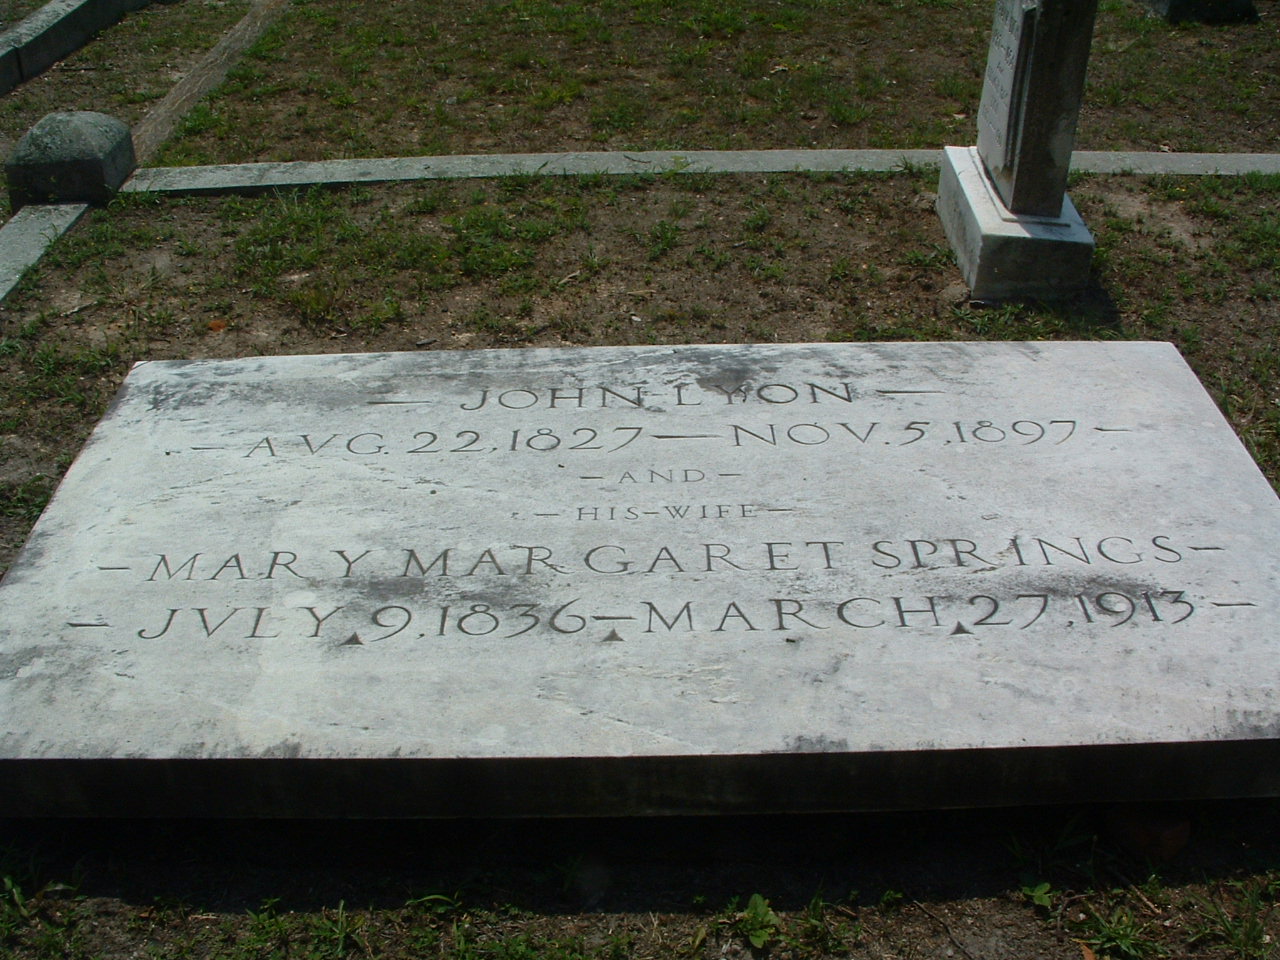 — JOHN LYON —
— AVG. 22, 1827 — NOV. 5, 1897 —
— AND —
— HIS — WIFE —
— MARY MARGARET SPRINGS —
— JVLY 9, 1836 — MARCH 27, 1913 —